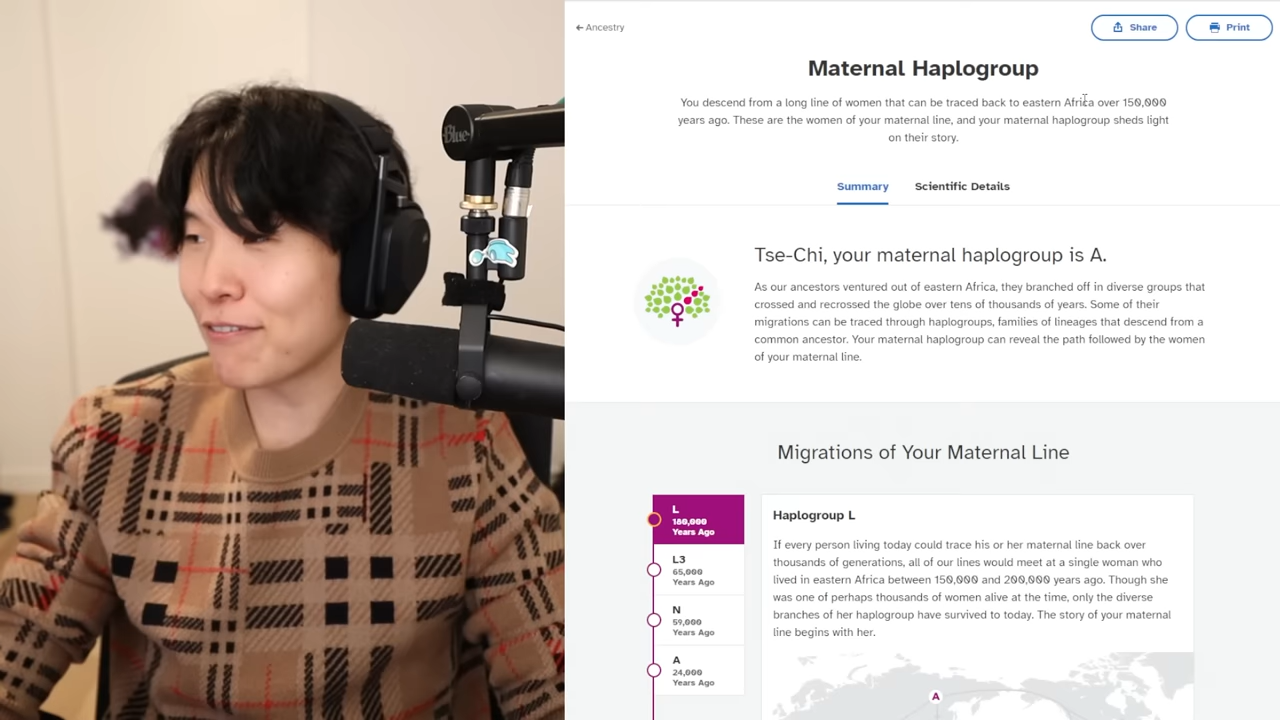 Ancestry
Share
Print
Maternal Haplogroup
You descend from a long line of women that can be traced back to eastern Africa over 150,000
years ago. These are the women of your maternal line, and your maternal haplogroup sheds light
on their story.
Summary
Scientific Details
Tse-Chi, your maternal haplogroup is A.
As our ancestors ventured out of eastern Africa, they branched off in diverse groups that
crossed and recrossed the globe over tens of thousands of years. Some of their
migrations can be traced through haplogroups, families of lineages that descend from a
common ancestor. Your maternal haplogroup can reveal the path followed by the women
of your maternal line.
Migrations of Your Maternal Line
L
180,000
Years Ago
L3
65,000
Years Ago
N
59,000
Years Ago
A
24,000
Years Ago
Haplogroup L
If every person living today could trace his or her maternal line back over
thousands of generations, all of our lines would meet at a single woman who
lived in eastern Africa between 150,000 and 200,000 years ago. Though she
was one of perhaps thousands of women alive at the time, only the diverse
branches of her haplogroup have survived to today. The story of your maternal
line begins with her.
A
Blue